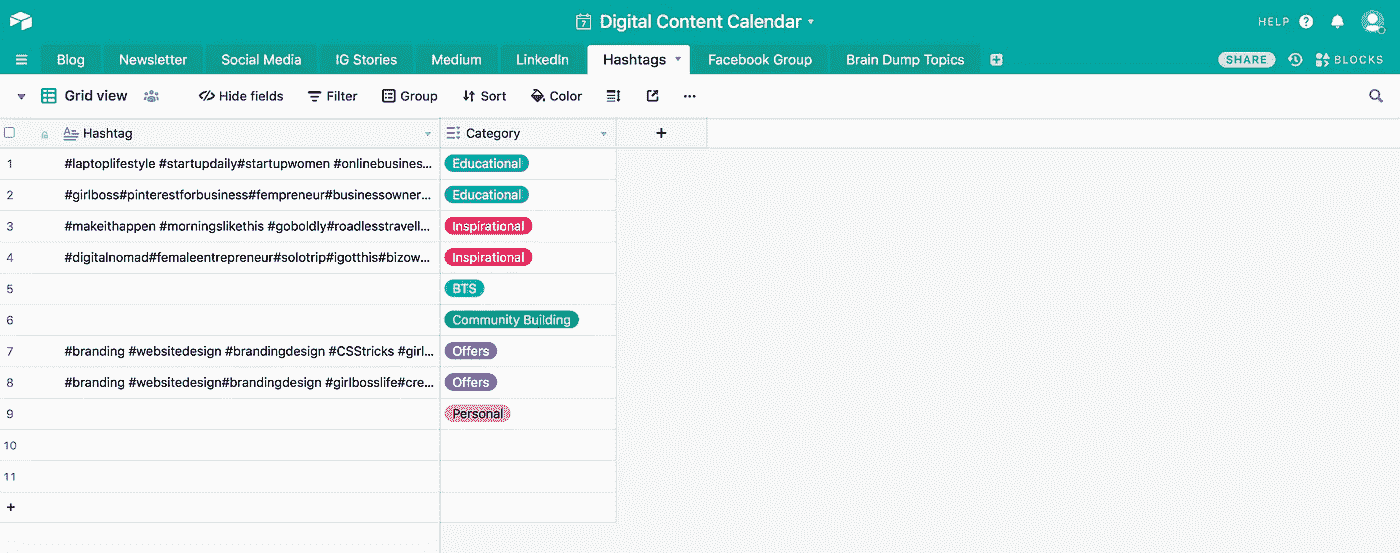 7 Digital Content Calendar
HELP ?
Blog Newsletter Social Media IG Stories Medium LinkedIn Hashtags Facebook Group Brain Dump Topics SHARE BLOCKS
Grid view Hide fields Filter Group Sort Color ...
Hashtag Category +
1 #laptoplifestyle #startupdaily#startupwomen #onlinebusines... Educational
2 #girlboss#pinterestforbusiness#fempreneur#businessowner... Educational
3 #makeithappen #morningslikethis #goboldly#roadlesstravell... Inspirational
4 #digitalnomad#femaleentrepreneur#solotrip#igotthis#bizow... Inspirational
5 BTS
6 Community Building
7 #branding #websitedesign #brandingdesign #CSStricks #girl... Offers
8 #branding #websitedesign#brandingdesign #girlbosslife#cre... Offers
9 Personal
10
11
+